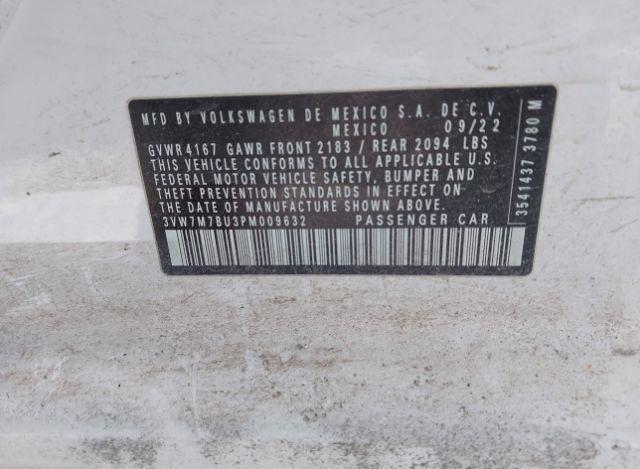 MFD BY VOLKSWAGEN DE MEXICO S.A. DE C.V.
MEXICO 09/22
GVWR 4167 GAWR FRONT 2183 / REAR 2094 LBS
THIS VEHICLE CONFORMS TO ALL APPLICABLE U.S.
FEDERAL MOTOR VEHICLE SAFETY, BUMPER AND
THEFT PREVENTION STANDARDS IN EFFECT ON
THE DATE OF MANUFACTURE SHOWN ABOVE.
3VW7M7BU3PM009632 PASSENGER CAR
3541437 3780 M